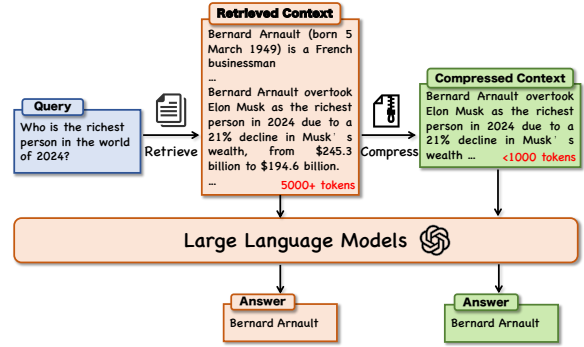 Retrieved Context
Bernard Arnault (born 5
March 1949) is a French
businessman
...
Bernard Arnault overtook
Elon Musk as the richest
person in 2024 due to a
21% decline in Musk's
wealth, from $245.3
billion to $194.6 billion.
...
5000+ tokens
Query
Who is the richest
person in the world
of 2024?
Retrieve
Compress
Compressed Context
Bernard Arnault overtook
Elon Musk as the richest
person in 2024 due to a
21% decline in Musk's
wealth ...
<1000 tokens
Large Language Models
Answer
Bernard Arnault
Answer
Bernard Arnault